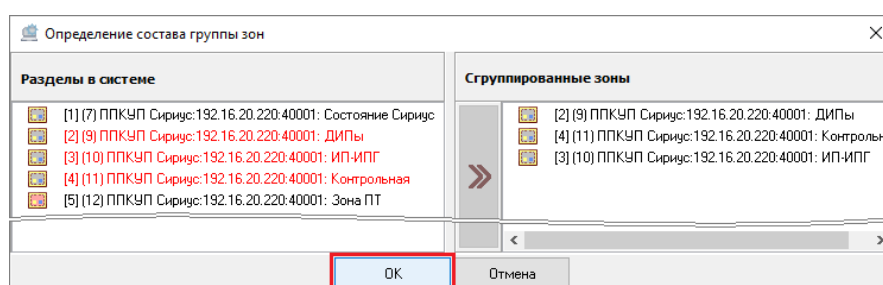 Определение состава группы зон
Разделы в системе
[1] (7) ППКУП Сириус:192.16.20.220:40001: Состояние Сириус
[2] (9) ППКУП Сириус:192.16.20.220:40001: ДИПы
[3] (10) ППКУП Сириус:192.16.20.220:40001: ИП-ИПГ
[4] (11) ППКУП Сириус:192.16.20.220:40001: Контрольная
[5] (12) ППКУП Сириус:192.16.20.220:40001: Зона ПТ
Сгруппированные зоны
[2] (9) ППКУП Сириус:192.16.20.220:40001: ДИПы
[4] (11) ППКУП Сириус:192.16.20.220:40001: Контрольн
[3] (10) ППКУП Сириус:192.16.20.220:40001: ИП-ИПГ
OK
Отмена